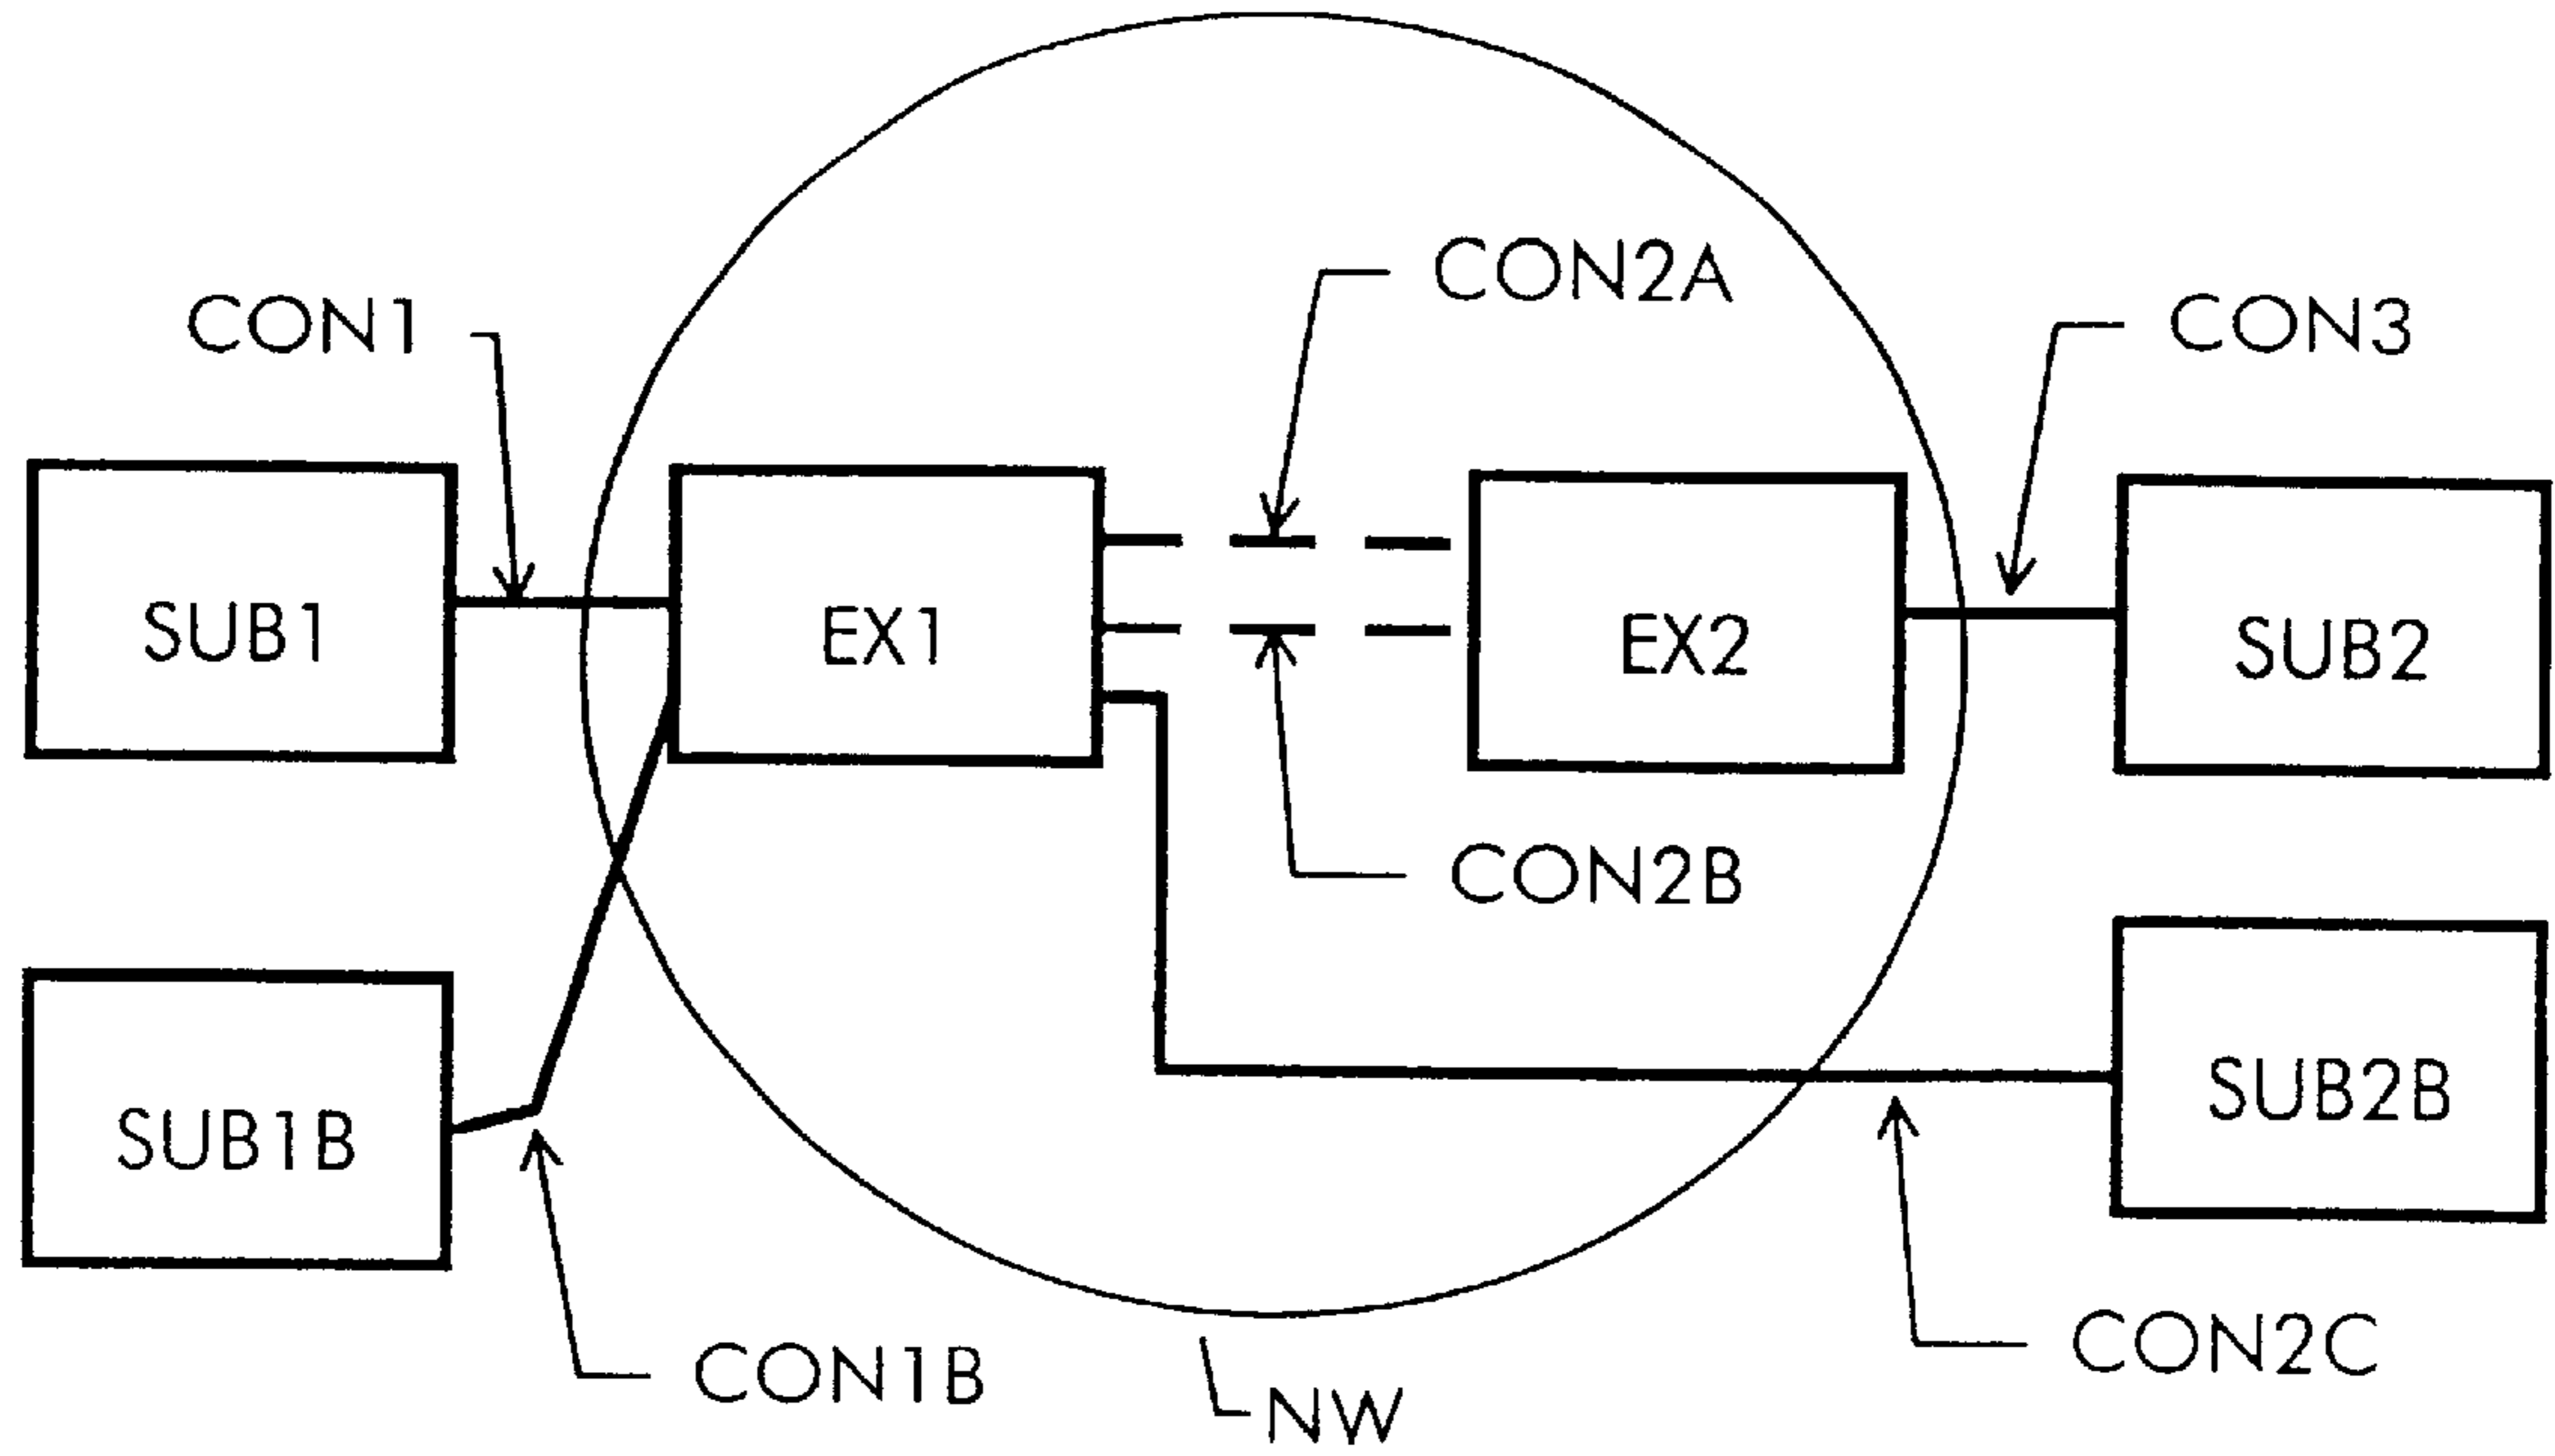 CON2A
CON1
CON3
SUB1
EX1
EX2
SUB2
CON2B
SUB1B
SUB2B
CON1B
CON2C
NW